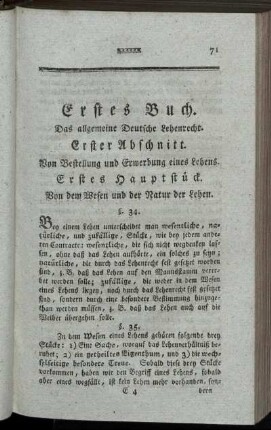 71
Erstes Buch.
Das allgemeine Deutsche Lehenrecht.
Erster Abschnitt.
Von Bestellung und Erwerbung eines Lehens.
Erstes Hauptstück.
Von dem Wesen und der Natur der Lehen.
§. 34.
Bey einem Lehen unterscheidet man wesentliche, na-
türliche, und zufällige, Stücke, wie bey jedem ande-
ren Contracte: wesentliche, die sich nicht wegdenken las-
sen, ohne daß das Lehen aufhörte, ein solches zu seyn;
natürliche, die durch das Lehenrecht selbst gesetzt worden
sind, z. B. daß das Lehen auf den Mannsstamm verer-
bet werden solle; zufällige, die weder in dem Wesen
eines Lehens liegen, noch durch das Lehenrecht selbst gesetzt
sind, sondern durch eine besondere Bestimmung hinzuge-
than werden müssen, z. B. daß das Lehen auch auf die
Weiber übergehen solle.
§. 35.
Zu dem Wesen eines Lehens gehören folgende drey
Stücke: 1) Eine Sache, worauf das Lehensverhältniß be-
ruhet; 2) ein getheiltes Eigenthum, und 3) die wech-
selseitige besondere Treue. Sobald diese drey Stücke
vorkommen, haben wir den Begriff eines Lehens, sobald
aber eines wegfällt, ist kein Lehen mehr vorhanden, son-
C 4 dern